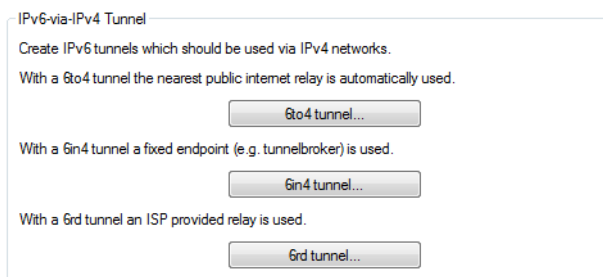 IPv6-via-IPv4 Tunnel
Create IPv6 tunnels which should be used via IPv4 networks.
With a 6to4 tunnel the nearest public internet relay is automatically used.
6to4 tunnel...
With a 6in4 tunnel a fixed endpoint (e.g. tunnelbroker) is used.
6in4 tunnel...
With a 6rd tunnel an ISP provided relay is used.
6rd tunnel...